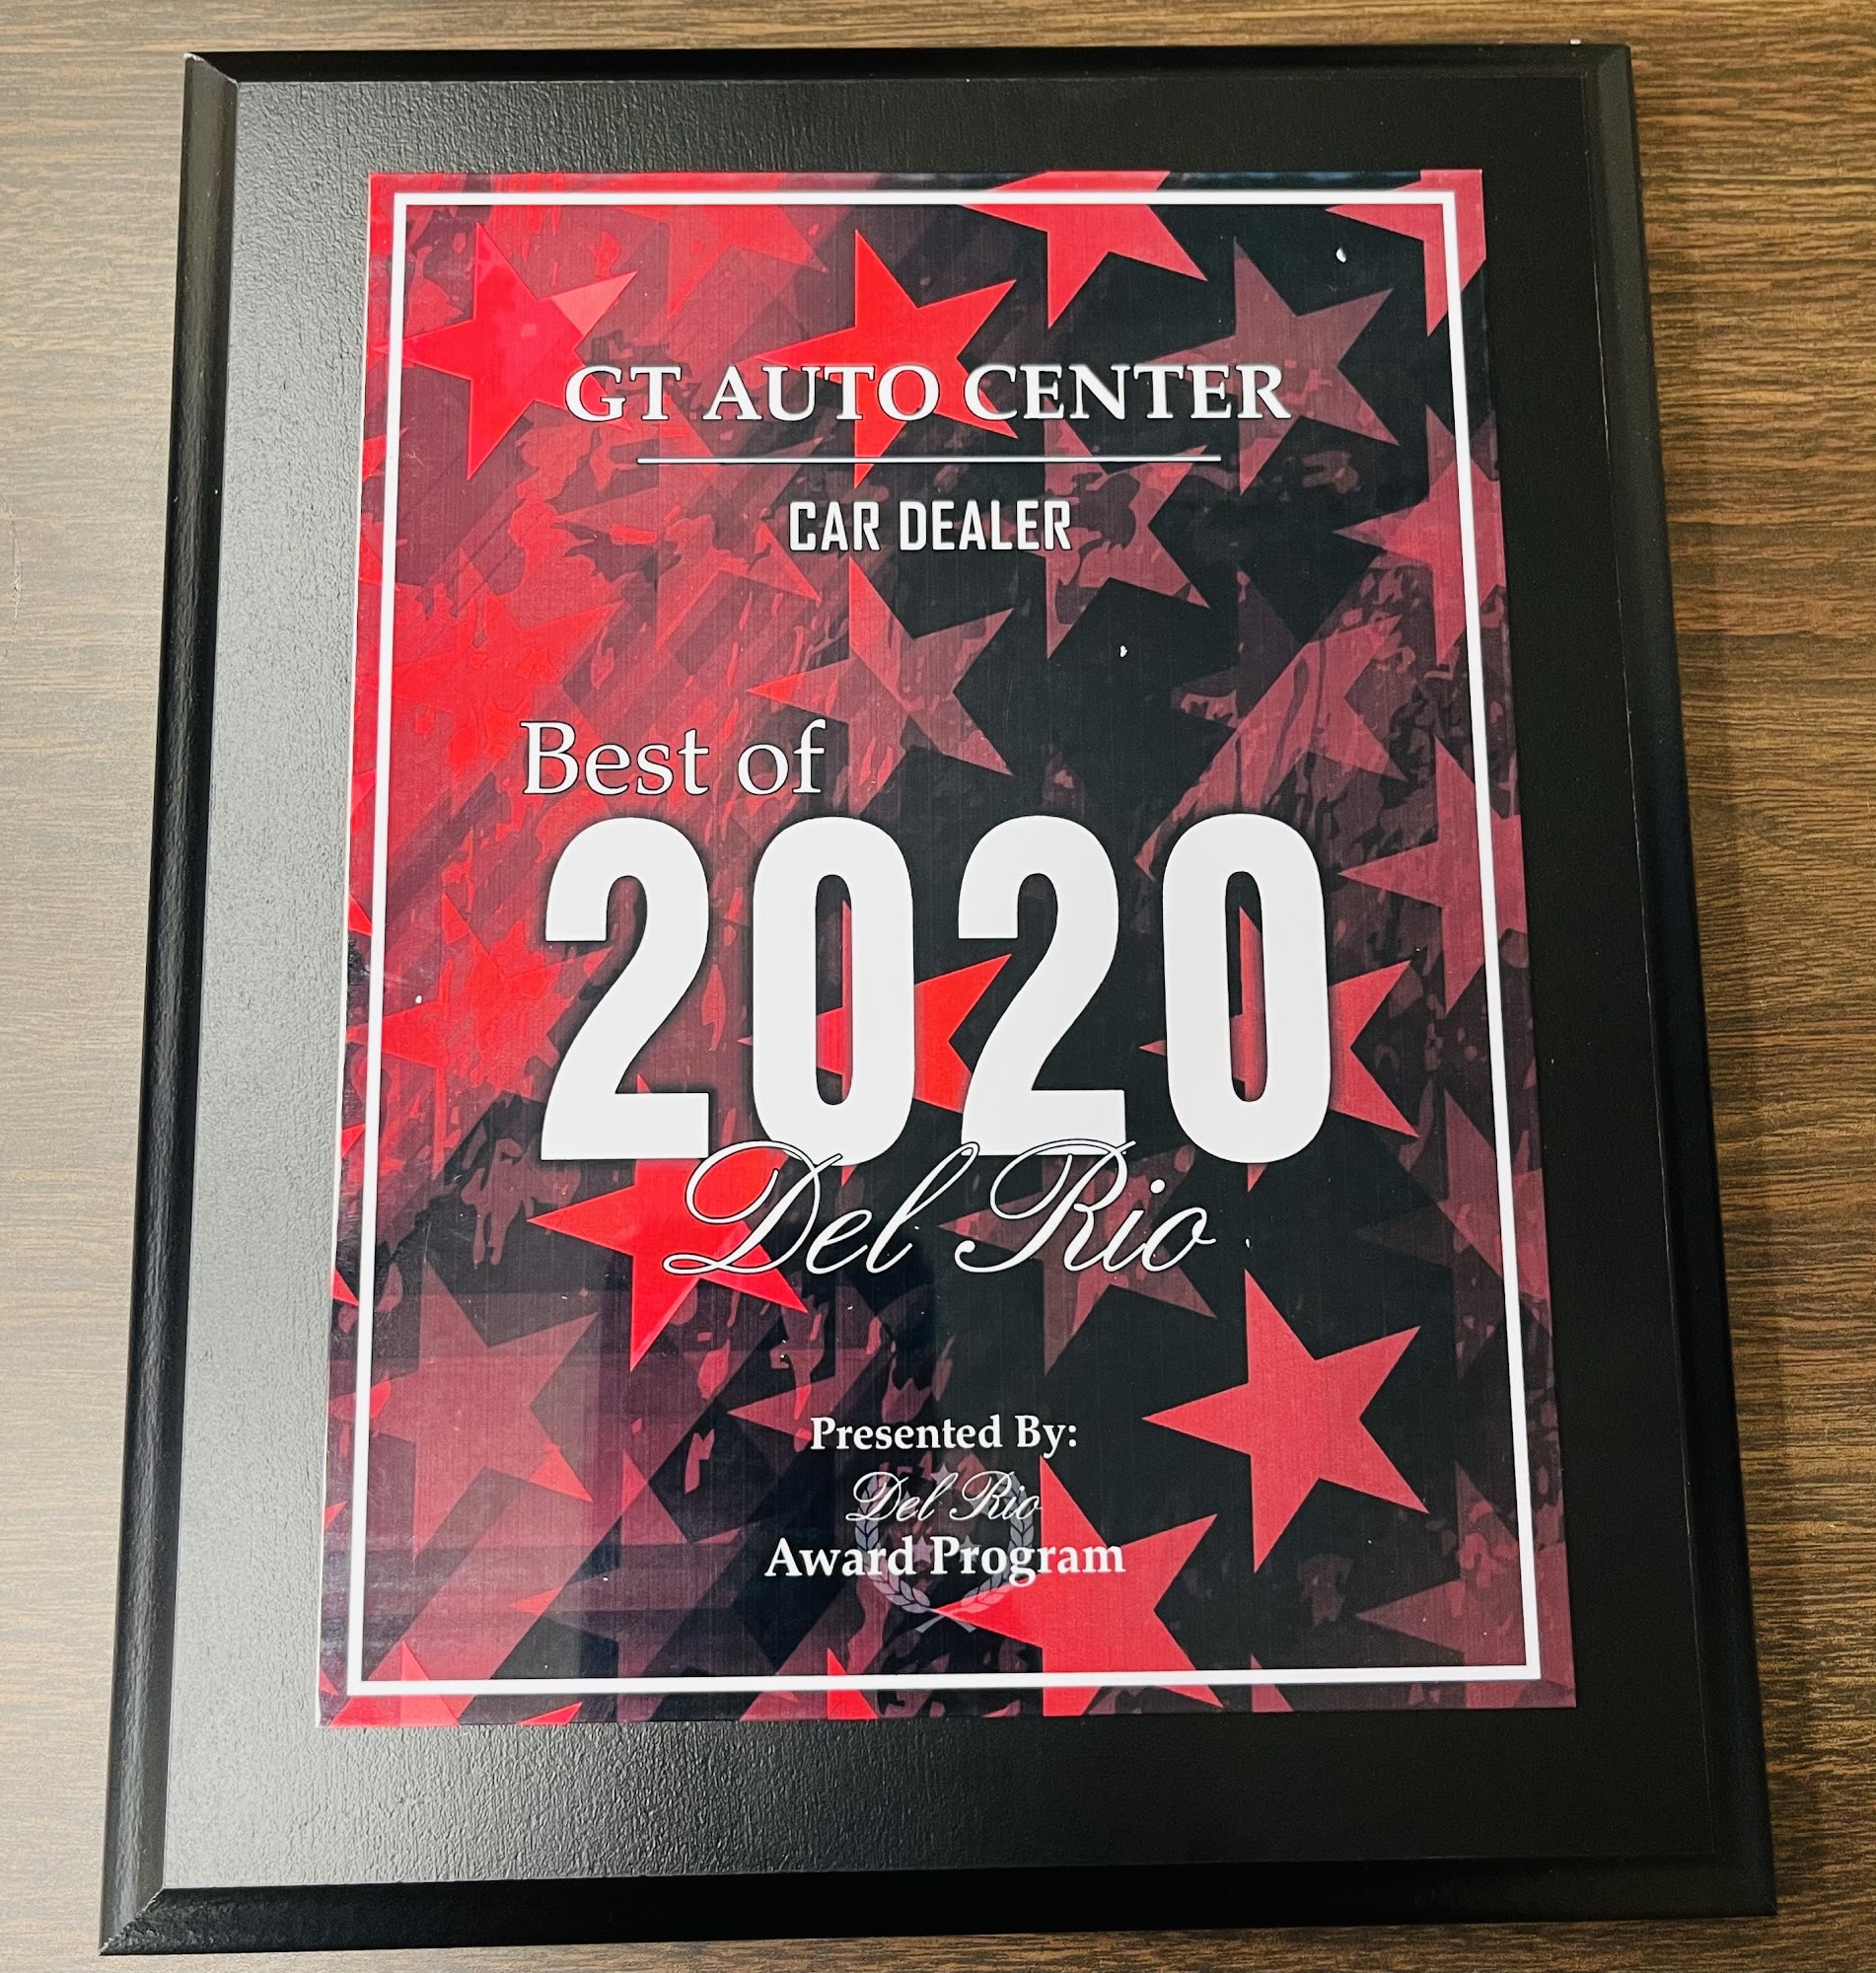 GT AUTO CENTER
CAR DEALER
Best of
2020
Del Rio
Presented By:
Del Rio
Award Program